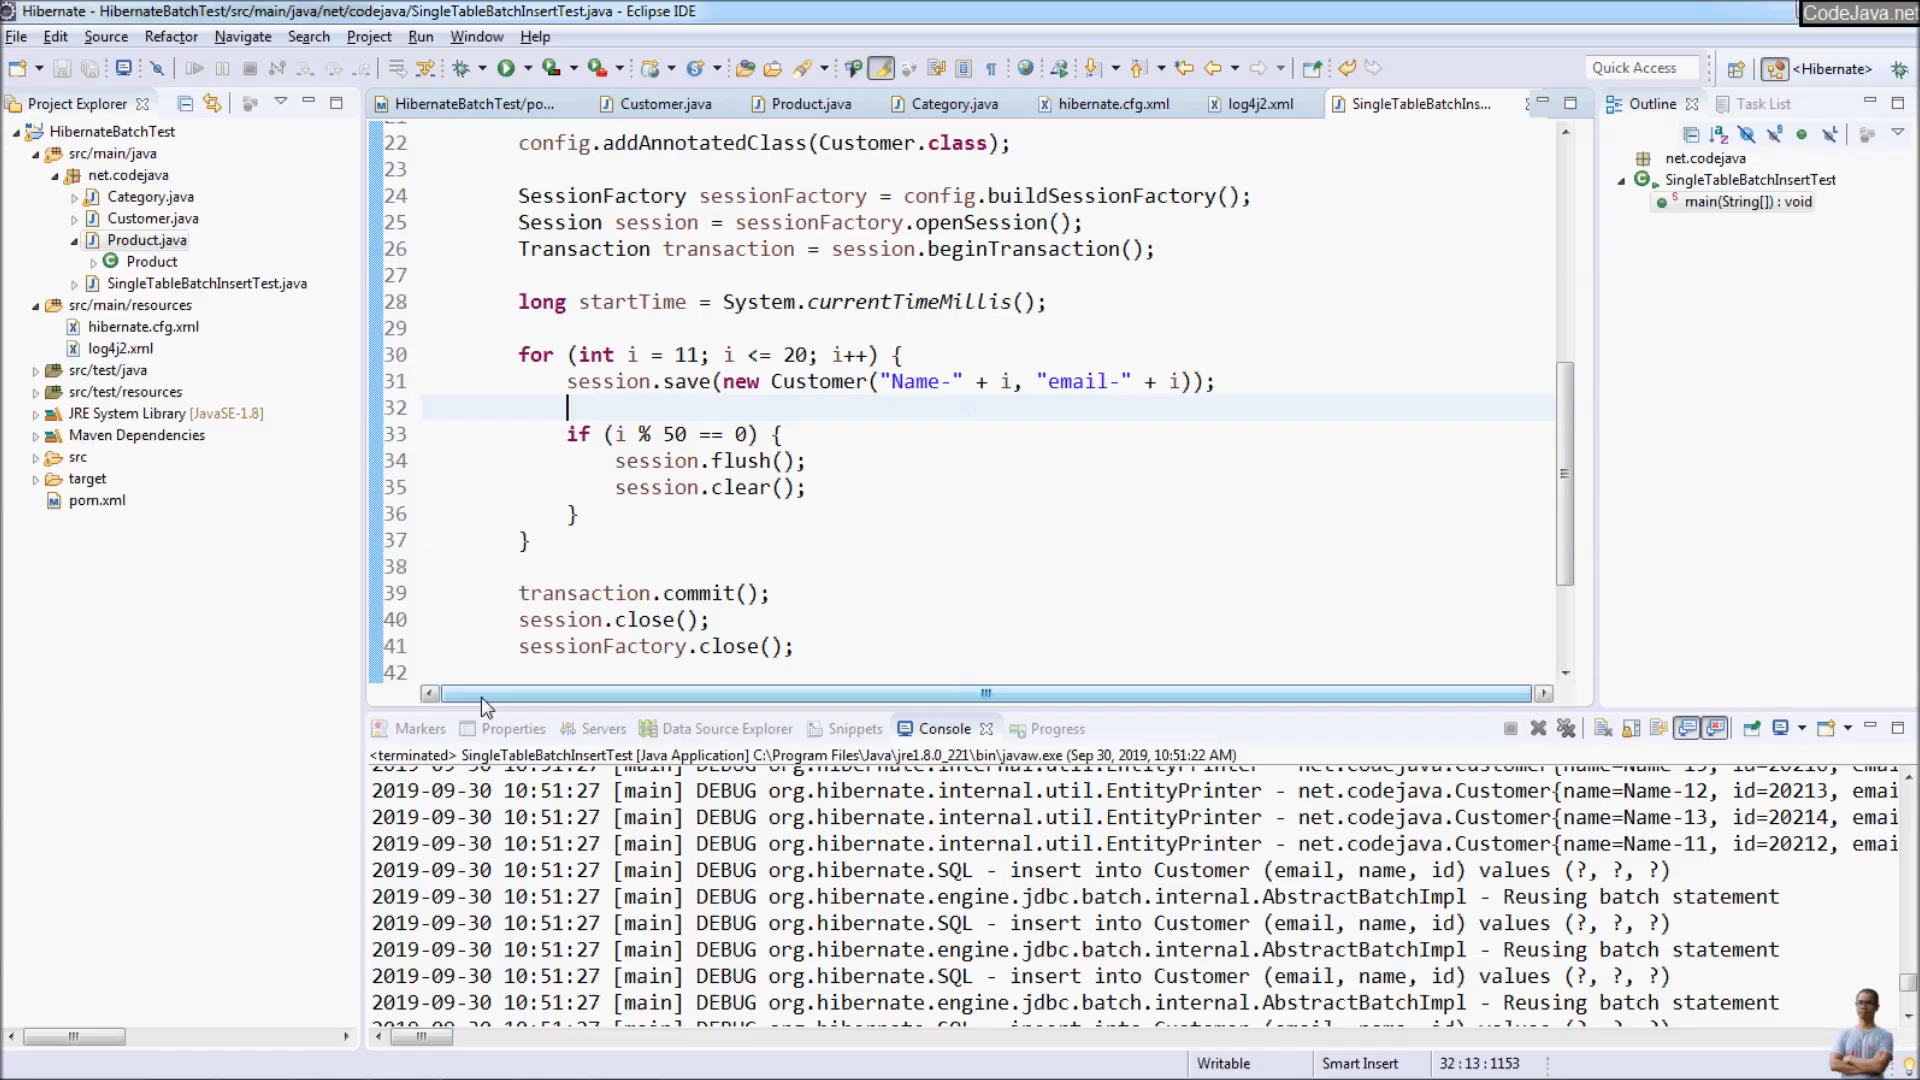 Hibernate - HibernateBatchTest/src/main/java/net/codejava/SingleTableBatchInsertTest.java - Eclipse IDE
CodeJava.net
File Edit Source Refactor Navigate Search Project Run Window Help
Quick Access
<Hibernate>
Project Explorer
HibernateBatchTest/po... Customer.java Product.java Category.java hibernate.cfg.xml log4j2.xml SingleTableBatchIns...
Outline Task List
HibernateBatchTest
src/main/java
net.codejava
Category.java
Customer.java
Product.java
Product
SingleTableBatchInsertTest.java
src/main/resources
hibernate.cfg.xml
log4j2.xml
src/test/java
src/test/resources
JRE System Library [JavaSE-1.8]
Maven Dependencies
src
target
pom.xml
22 config.addAnnotatedClass(Customer.class);
23
24 SessionFactory sessionFactory = config.buildSessionFactory();
25 Session session = sessionFactory.openSession();
26 Transaction transaction = session.beginTransaction();
27
28 long startTime = System.currentTimeMillis();
29
30 for (int i = 11; i <= 20; i++) {
31 session.save(new Customer("Name-" + i, "email-" + i));
32
33 if (i % 50 == 0) {
34 session.flush();
35 session.clear();
36 }
37 }
38
39 transaction.commit();
40 session.close();
41 sessionFactory.close();
42
net.codejava
SingleTableBatchInsertTest
main(String[]) : void
Markers Properties Servers Data Source Explorer Snippets Console Progress
<terminated> SingleTableBatchInsertTest [Java Application] C:\Program Files\Java\jre1.8.0_221\bin\javaw.exe (Sep 30, 2019, 10:51:22 AM)
2019-09-30 10:51:27 [main] DEBUG org.hibernate.internal.util.EntityPrinter - net.codejava.Customer{name=Name-12, id=20213, emai
2019-09-30 10:51:27 [main] DEBUG org.hibernate.internal.util.EntityPrinter - net.codejava.Customer{name=Name-13, id=20214, emai
2019-09-30 10:51:27 [main] DEBUG org.hibernate.internal.util.EntityPrinter - net.codejava.Customer{name=Name-11, id=20212, emai
2019-09-30 10:51:27 [main] DEBUG org.hibernate.SQL - insert into Customer (email, name, id) values (?, ?, ?)
2019-09-30 10:51:27 [main] DEBUG org.hibernate.engine.jdbc.batch.internal.AbstractBatchImpl - Reusing batch statement
2019-09-30 10:51:27 [main] DEBUG org.hibernate.SQL - insert into Customer (email, name, id) values (?, ?, ?)
2019-09-30 10:51:27 [main] DEBUG org.hibernate.engine.jdbc.batch.internal.AbstractBatchImpl - Reusing batch statement
2019-09-30 10:51:27 [main] DEBUG org.hibernate.SQL - insert into Customer (email, name, id) values (?, ?, ?)
2019-09-30 10:51:27 [main] DEBUG org.hibernate.engine.jdbc.batch.internal.AbstractBatchImpl - Reusing batch statement
Writable Smart Insert 32 : 13 : 1153